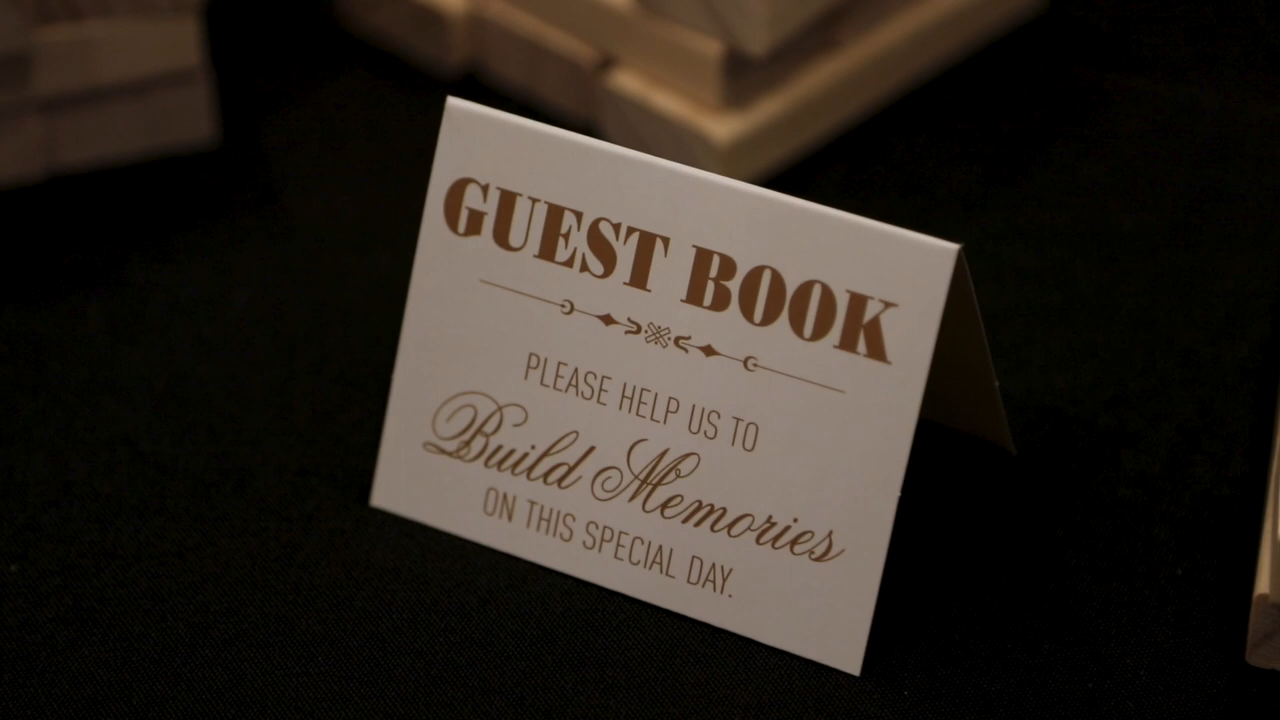 GUEST BOOK
PLEASE HELP US TO
Build Memories
ON THIS SPECIAL DAY.